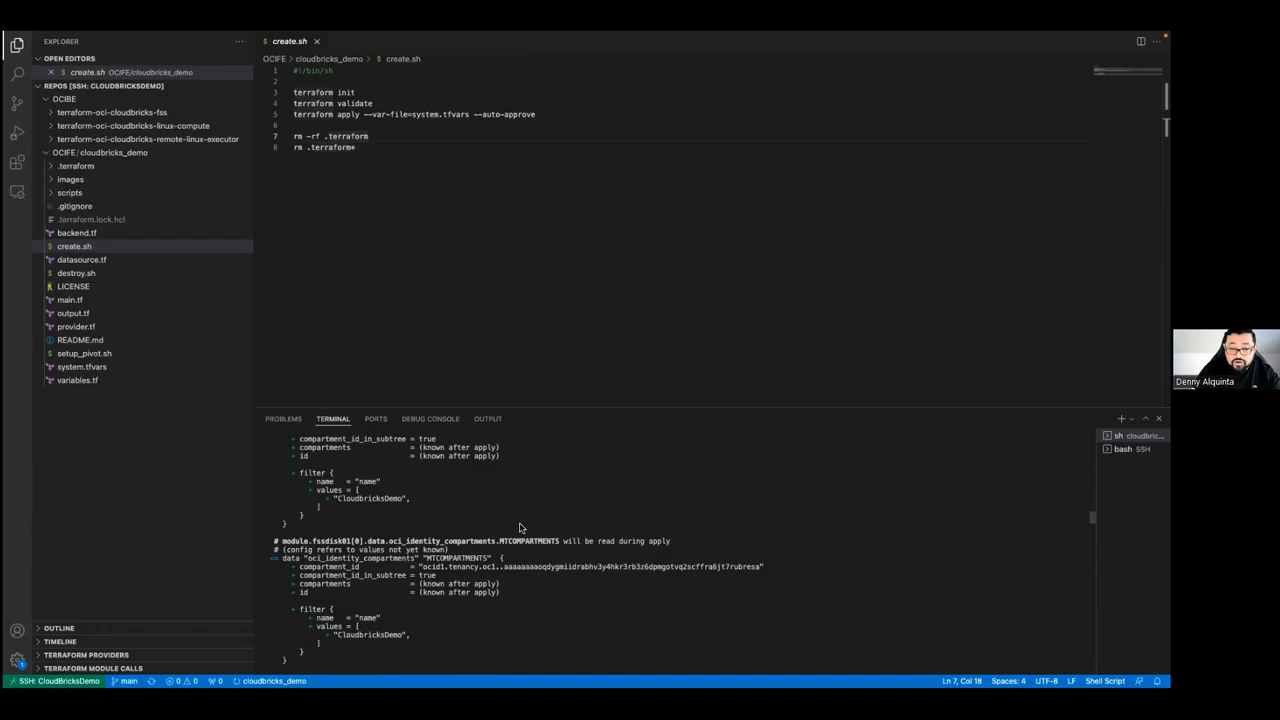 EXPLORER
OPEN EDITORS
create.sh OCIFE/cloudbricks_demo
REPOS [SSH: CLOUDBRICKSDEMO]
OCIBE
terraform-oci-cloudbricks-fss
terraform-oci-cloudbricks-linux-compute
terraform-oci-cloudbricks-remote-linux-executor
OCIFE/cloudbricks_demo
.terraform
images
scripts
.gitignore
.terraform.lock.hcl
backend.tf
create.sh
datasource.tf
destroy.sh
LICENSE
main.tf
output.tf
provider.tf
README.md
setup_pivot.sh
system.tfvars
variables.tf
OUTLINE
TIMELINE
TERRAFORM PROVIDERS
TERRAFORM MODULE CALLS
create.sh
OCIFE > cloudbricks_demo > create.sh
1 #!/bin/sh
2
3 terraform init
4 terraform validate
5 terraform apply --var-file=system.tfvars --auto-approve
6
7 rm -rf .terraform
8 rm .terraform*
PROBLEMS TERMINAL PORTS DEBUG CONSOLE OUTPUT
+ compartment_id_in_subtree = true
+ compartments = (known after apply)
+ id = (known after apply)
+ filter {
+ name = "name"
+ values = [
+ "CloudbricksDemo",
]
}
}
# module.fssdisk01[0].data.oci_identity_compartments.MTCOMPARTMENTS will be read during apply
# (config refers to values not yet known)
<= data "oci_identity_compartments" "MTCOMPARTMENTS" {
+ compartment_id = "ocid1.tenancy.oc1..aaaaaaaaoqdygmiidrabhv3y4hkr3rb3z6dpmgotvq2scffra6jt7rubresa"
+ compartment_id_in_subtree = true
+ compartments = (known after apply)
+ id = (known after apply)
+ filter {
+ name = "name"
+ values = [
+ "CloudbricksDemo",
]
}
}
sh cloudbric...
bash SSH
Denny Alquinta
1
SSH: CloudBricksDemo main 0 0 0 cloudbricks_demo Ln 7, Col 18 Spaces: 4 UTF-8 LF Shell Script